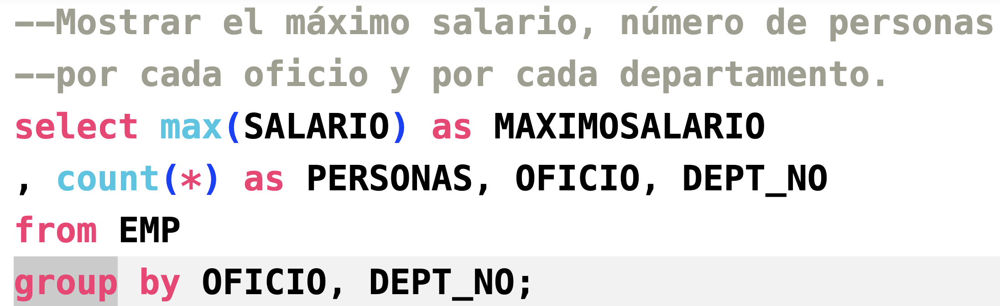 --Mostrar el máximo salario, número de personas
--por cada oficio y por cada departamento.
select max(SALARIO) as MAXIMOSALARIO
, count(*) as PERSONAS, OFICIO, DEPT_NO
from EMP
group by OFICIO, DEPT_NO;